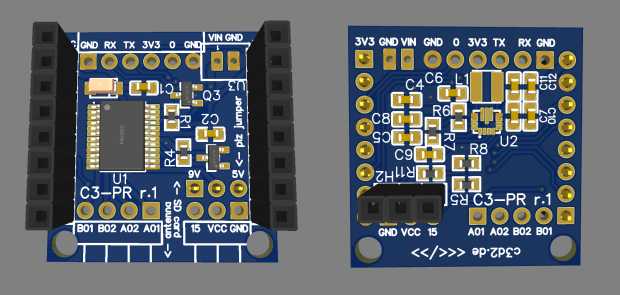 GND RX TX 3V3 0 GND VIN GND
U3
C1
Q3
R1
C2
R4
U1
<- plz jumper
9V -> 5V
C3-PR r.1
<- antenna
SD card ->
B01 B02 A02 A01 15 VCC GND
3V3 GND VIN GND 0 3V3 TX RX GND
C4 C6 L1 C11 C12
C8 R6 C7
C5 R7 U2
C9 R8
R11
H2
R5
C3-PR r.1
GND VCC 15 A01 A02 B02 B01
c3d2.de <<</>>